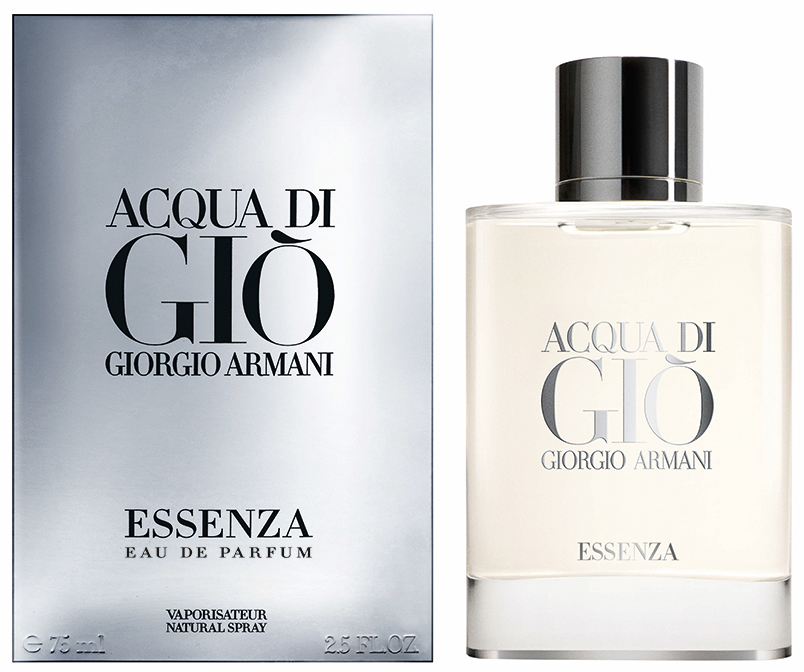 ACQUA DI
GIÒ
GIORGIO ARMANI
ESSENZA
EAU DE PARFUM
VAPORISATEUR
NATURAL SPRAY
℮ 75 ml 2.5 FL.OZ
ACQUA DI
GIÒ
GIORGIO ARMANI
ESSENZA